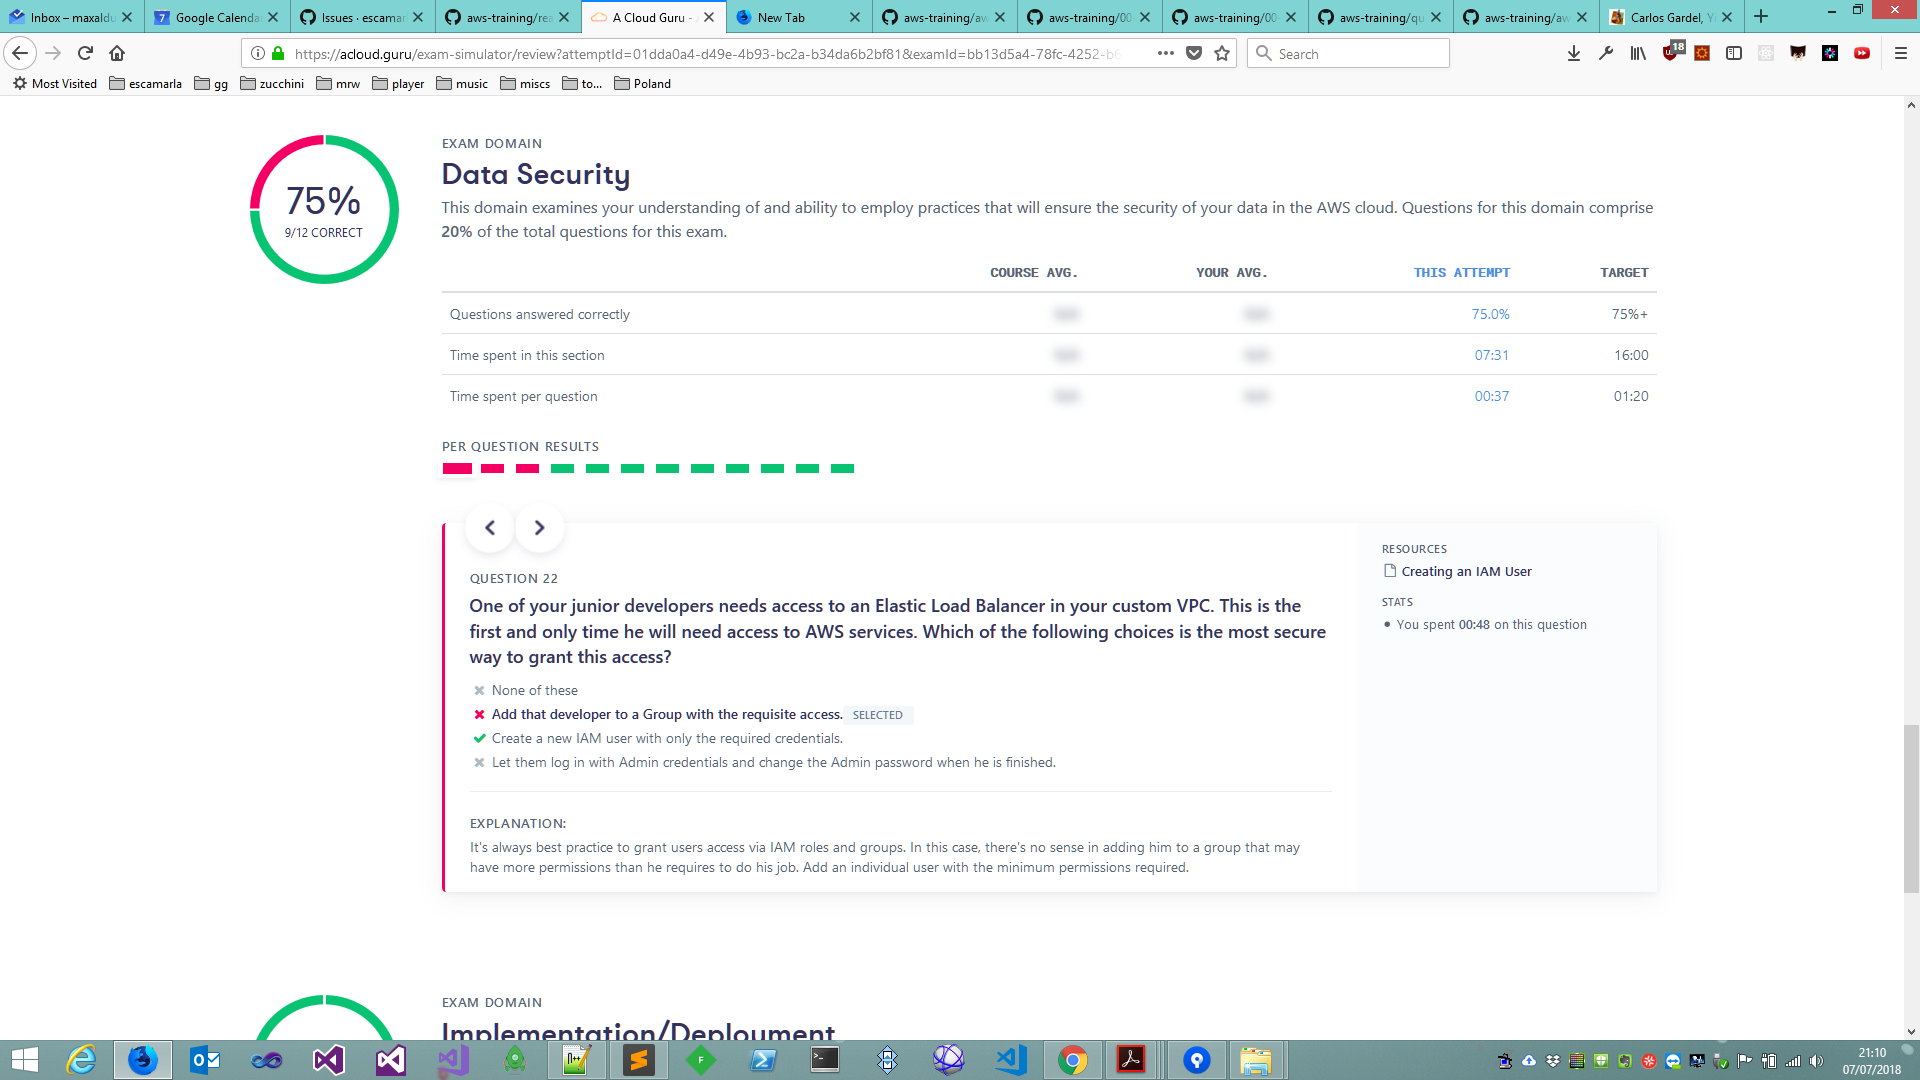 Inbox – maxaldu
Google Calenda
Issues · escamar
aws-training/rea
A Cloud Guru - A
New Tab
aws-training/aw
aws-training/00
aws-training/00
aws-training/qu
aws-training/aw
Carlos Gardel, Yi
https://acloud.guru/exam-simulator/review?attemptId=01dda0a4-d49e-4b93-bc2a-b34da6b2bf81&examId=bb13d5a4-78fc-4252-b6
Search
18
Most Visited escamarla gg zucchini mrw player music miscs to... Poland
75%
9/12 CORRECT
EXAM DOMAIN
Data Security
This domain examines your understanding of and ability to employ practices that will ensure the security of your data in the AWS cloud. Questions for this domain comprise
20% of the total questions for this exam.
COURSE AVG. YOUR AVG. THIS ATTEMPT TARGET
Questions answered correctly 75.0% 75%+
Time spent in this section 07:31 16:00
Time spent per question 00:37 01:20
PER QUESTION RESULTS
QUESTION 22
One of your junior developers needs access to an Elastic Load Balancer in your custom VPC. This is the
first and only time he will need access to AWS services. Which of the following choices is the most secure
way to grant this access?
None of these
Add that developer to a Group with the requisite access. SELECTED
Create a new IAM user with only the required credentials.
Let them log in with Admin credentials and change the Admin password when he is finished.
EXPLANATION:
It's always best practice to grant users access via IAM roles and groups. In this case, there's no sense in adding him to a group that may
have more permissions than he requires to do his job. Add an individual user with the minimum permissions required.
RESOURCES
Creating an IAM User
STATS
You spent 00:48 on this question
EXAM DOMAIN
Implementation/Deployment
21:10
07/07/2018